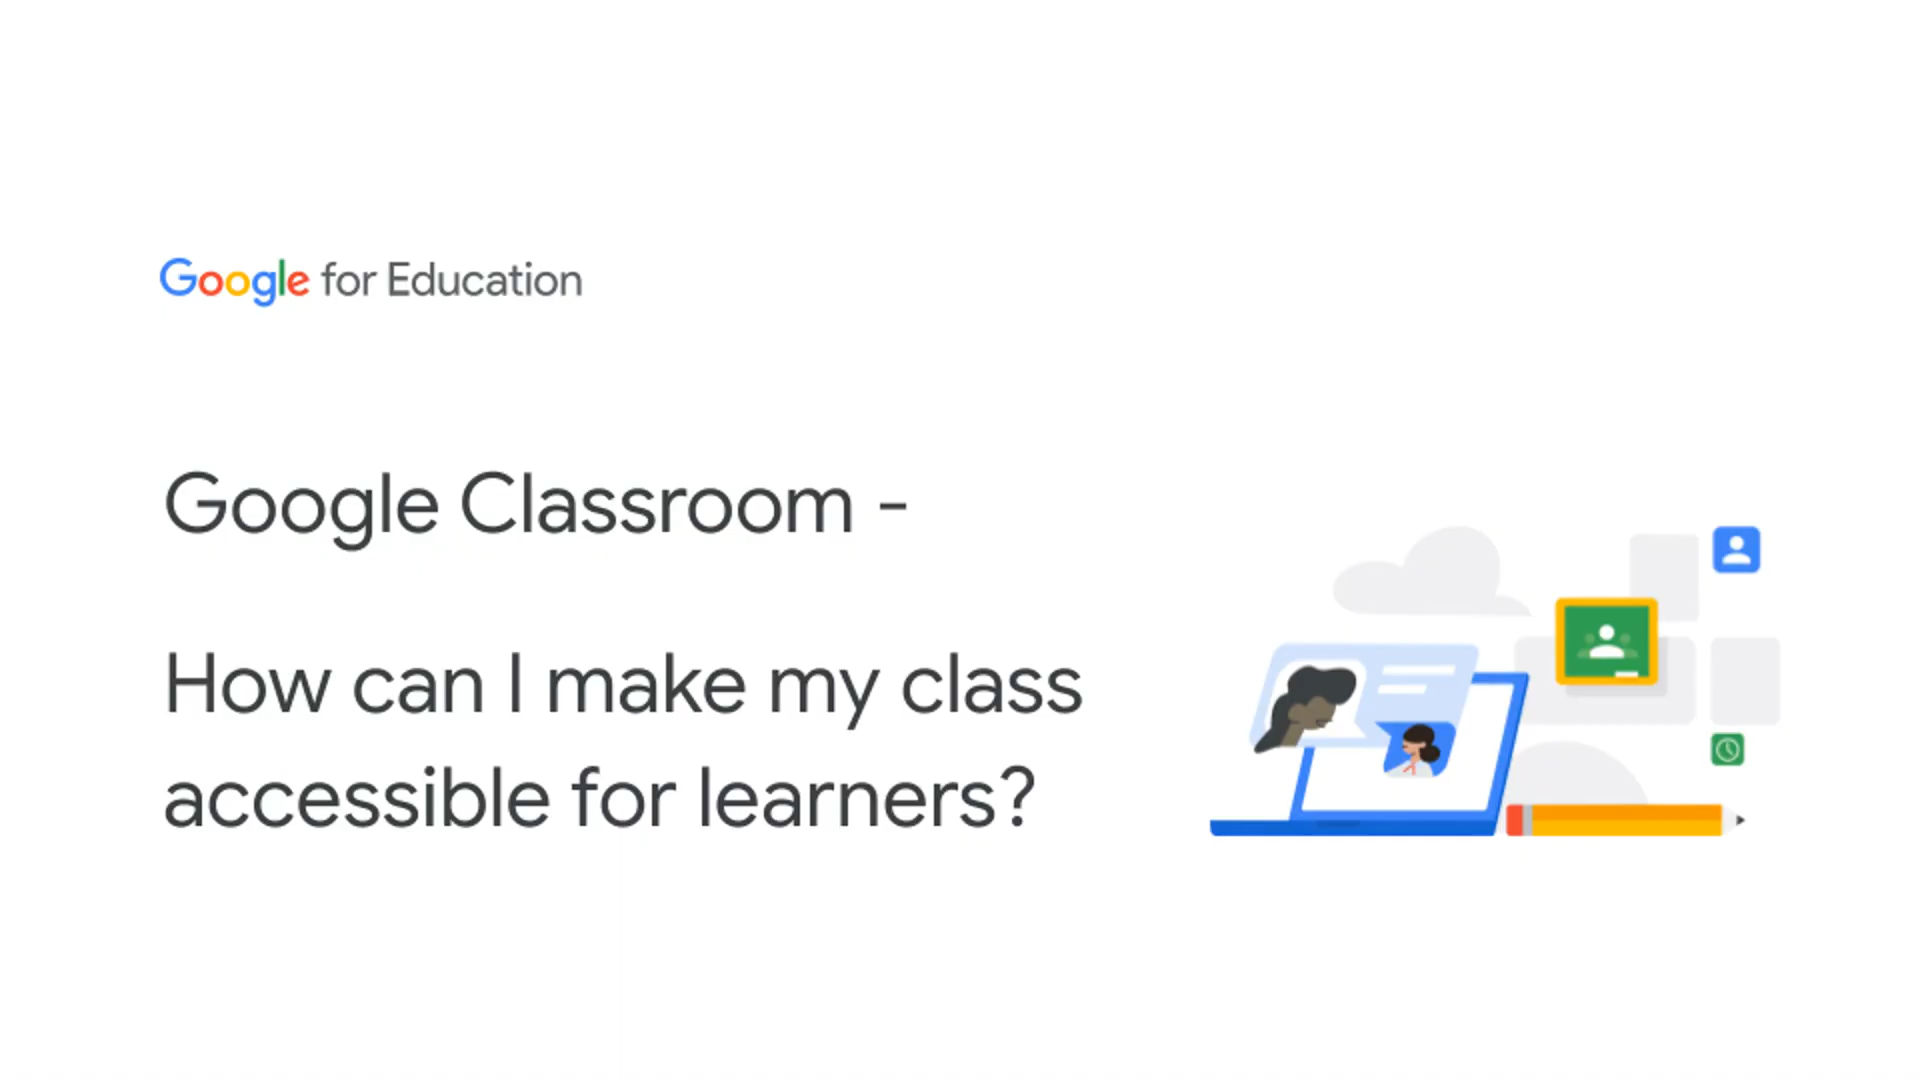 Google for Education
Google Classroom -
How can I make my class
accessible for learners?